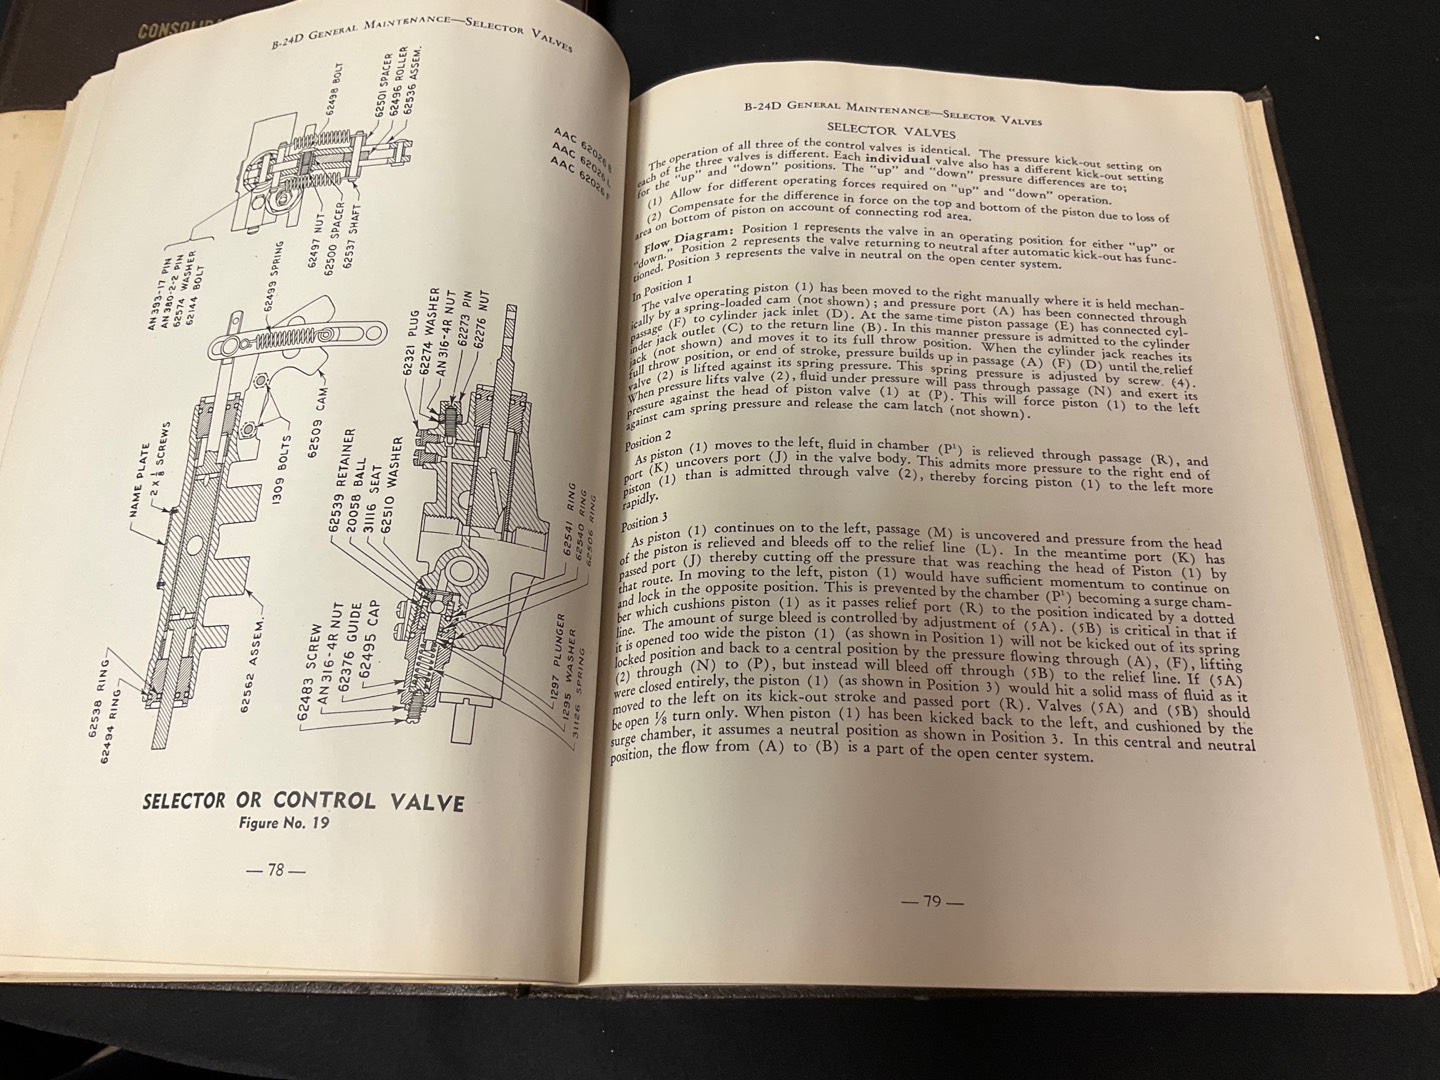 CONSOLID
B-24D General Maintenance—Selector Valves
62498 BOLT
62501 SPACER
62496 ROLLER
62536 ASSEM.
AAC 62026
AAC 62026 L
AAC 62026 F
62497 NUT
62500 SPACER
62537 SHAFT
AN 393-17 PIN
AN 380-2-2 PIN
62574 WASHER
62144 BOLT
62499 SPRING
62321 PLUG
62274 WASHER
AN 316-4R NUT
62273 PIN
62276 NUT
NAME PLATE
2 x 1/8 SCREWS
1309 BOLTS
62509 CAM
62539 RETAINER
20058 BALL
31116 SEAT
62510 WASHER
62541 RING
62540 RING
62506 RING
62538 RING
62494 RING
62562 ASSEM.
62483 SCREW
AN 316-4R NUT
62376 GUIDE
62495 CAP
1297 PLUNGER
1295 WASHER
31126 SPRING
SELECTOR OR CONTROL VALVE
Figure No. 19
— 78 —
B-24D General Maintenance—Selector Valves
SELECTOR VALVES
The operation of all three of the control valves is identical. The pressure kick-out setting on
each of the three valves is different. Each individual valve also has a different kick-out setting
for the "up" and "down" positions. The "up" and "down" pressure differences are to;
(1) Allow for different operating forces required on "up" and "down" operation.
(2) Compensate for the difference in force on the top and bottom of the piston due to loss of
area on bottom of piston on account of connecting rod area.
Flow Diagram: Position 1 represents the valve in an operating position for either "up" or
"down." Position 2 represents the valve returning to neutral after automatic kick-out has func-
tioned. Position 3 represents the valve in neutral on the open center system.
In Position 1
The valve operating piston (1) has been moved to the right manually where it is held mechan-
ically by a spring-loaded cam (not shown); and pressure port (A) has been connected through
passage (F) to cylinder jack inlet (D). At the same time piston passage (E) has connected cyl-
inder jack outlet (C) to the return line (B). In this manner pressure is admitted to the cylinder
jack (not shown) and moves it to its full throw position. When the cylinder jack reaches its
full throw position, or end of stroke, pressure builds up in passage (A) (F) (D) until the relief
valve (2) is lifted against its spring pressure. This spring pressure is adjusted by screw (4).
When pressure lifts valve (2), fluid under pressure will pass through passage (N) and exert its
pressure against the head of piston valve (1) at (P). This will force piston (1) to the left
against cam spring pressure and release the cam latch (not shown).
Position 2
As piston (1) moves to the left, fluid in chamber (P¹) is relieved through passage (R), and
port (K) uncovers port (J) in the valve body. This admits more pressure to the right end of
piston (1) than is admitted through valve (2), thereby forcing piston (1) to the left more
rapidly.
Position 3
As piston (1) continues on to the left, passage (M) is uncovered and pressure from the head
of the piston is relieved and bleeds off to the relief line (L). In the meantime port (K) has
passed port (J) thereby cutting off the pressure that was reaching the head of Piston (1) by
that route. In moving to the left, piston (1) would have sufficient momentum to continue on
and lock in the opposite position. This is prevented by the chamber (P¹) becoming a surge cham-
ber which cushions piston (1) as it passes relief port (R) to the position indicated by a dotted
line. The amount of surge bleed is controlled by adjustment of (5A). (5B) is critical in that if
it is opened too wide the piston (1) (as shown in Position 1) will not be kicked out of its spring
locked position and back to a central position by the pressure flowing through (A), (F), lifting
(2) through (N) to (P), but instead will bleed off through (5B) to the relief line. If (5A)
were closed entirely, the piston (1) (as shown in Position 3) would hit a solid mass of fluid as it
moved to the left on its kick-out stroke and passed port (R). Valves (5A) and (5B) should
be open ⅛ turn only. When piston (1) has been kicked back to the left, and cushioned by the
surge chamber, it assumes a neutral position as shown in Position 3. In this central and neutral
position, the flow from (A) to (B) is a part of the open center system.
— 79 —